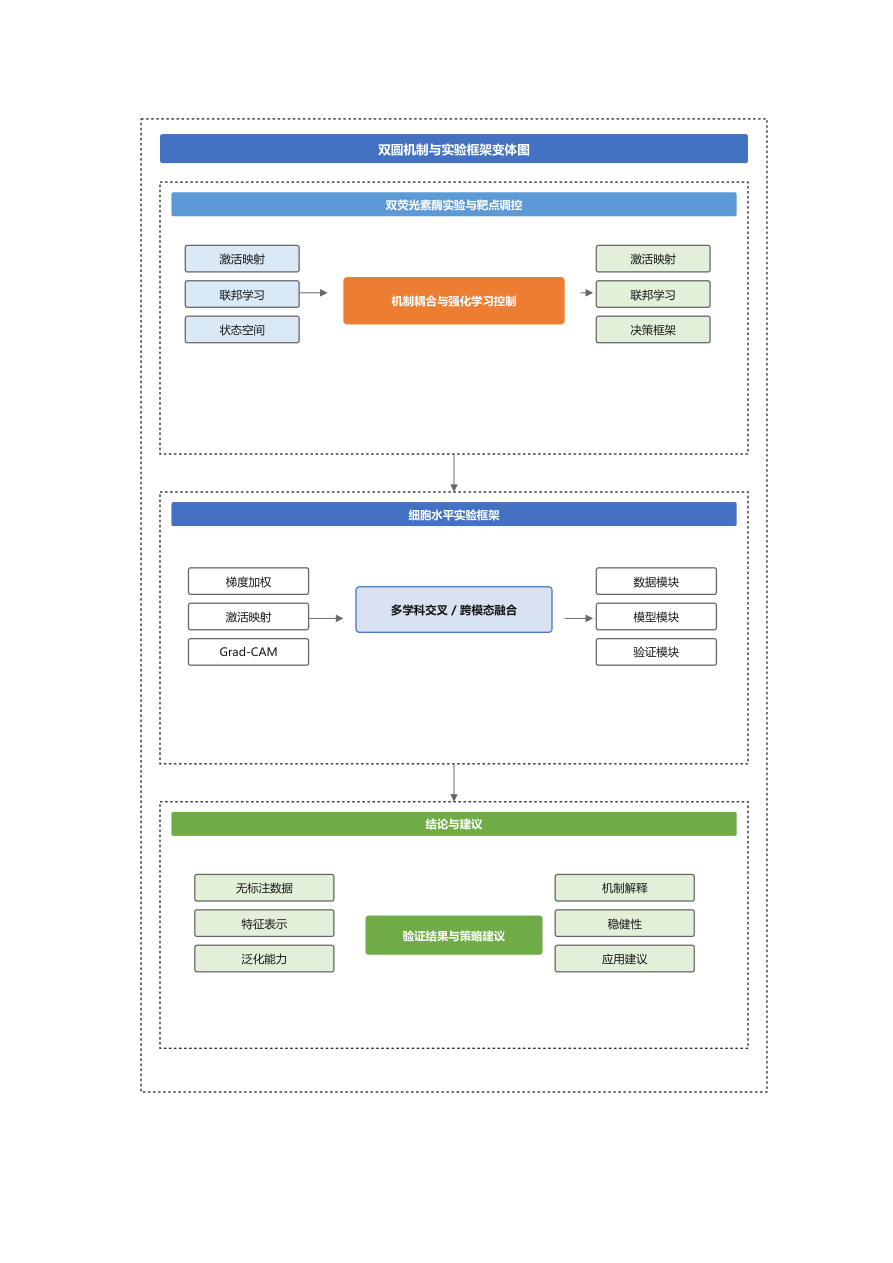 双圆机制与实验框架变体图
双荧光素酶实验与靶点调控
激活映射
联邦学习
状态空间
机制耦合与强化学习控制
激活映射
联邦学习
决策框架
细胞水平实验框架
梯度加权
激活映射
Grad-CAM
多学科交叉 / 跨模态融合
数据模块
模型模块
验证模块
结论与建议
无标注数据
特征表示
泛化能力
验证结果与策略建议
机制解释
稳健性
应用建议